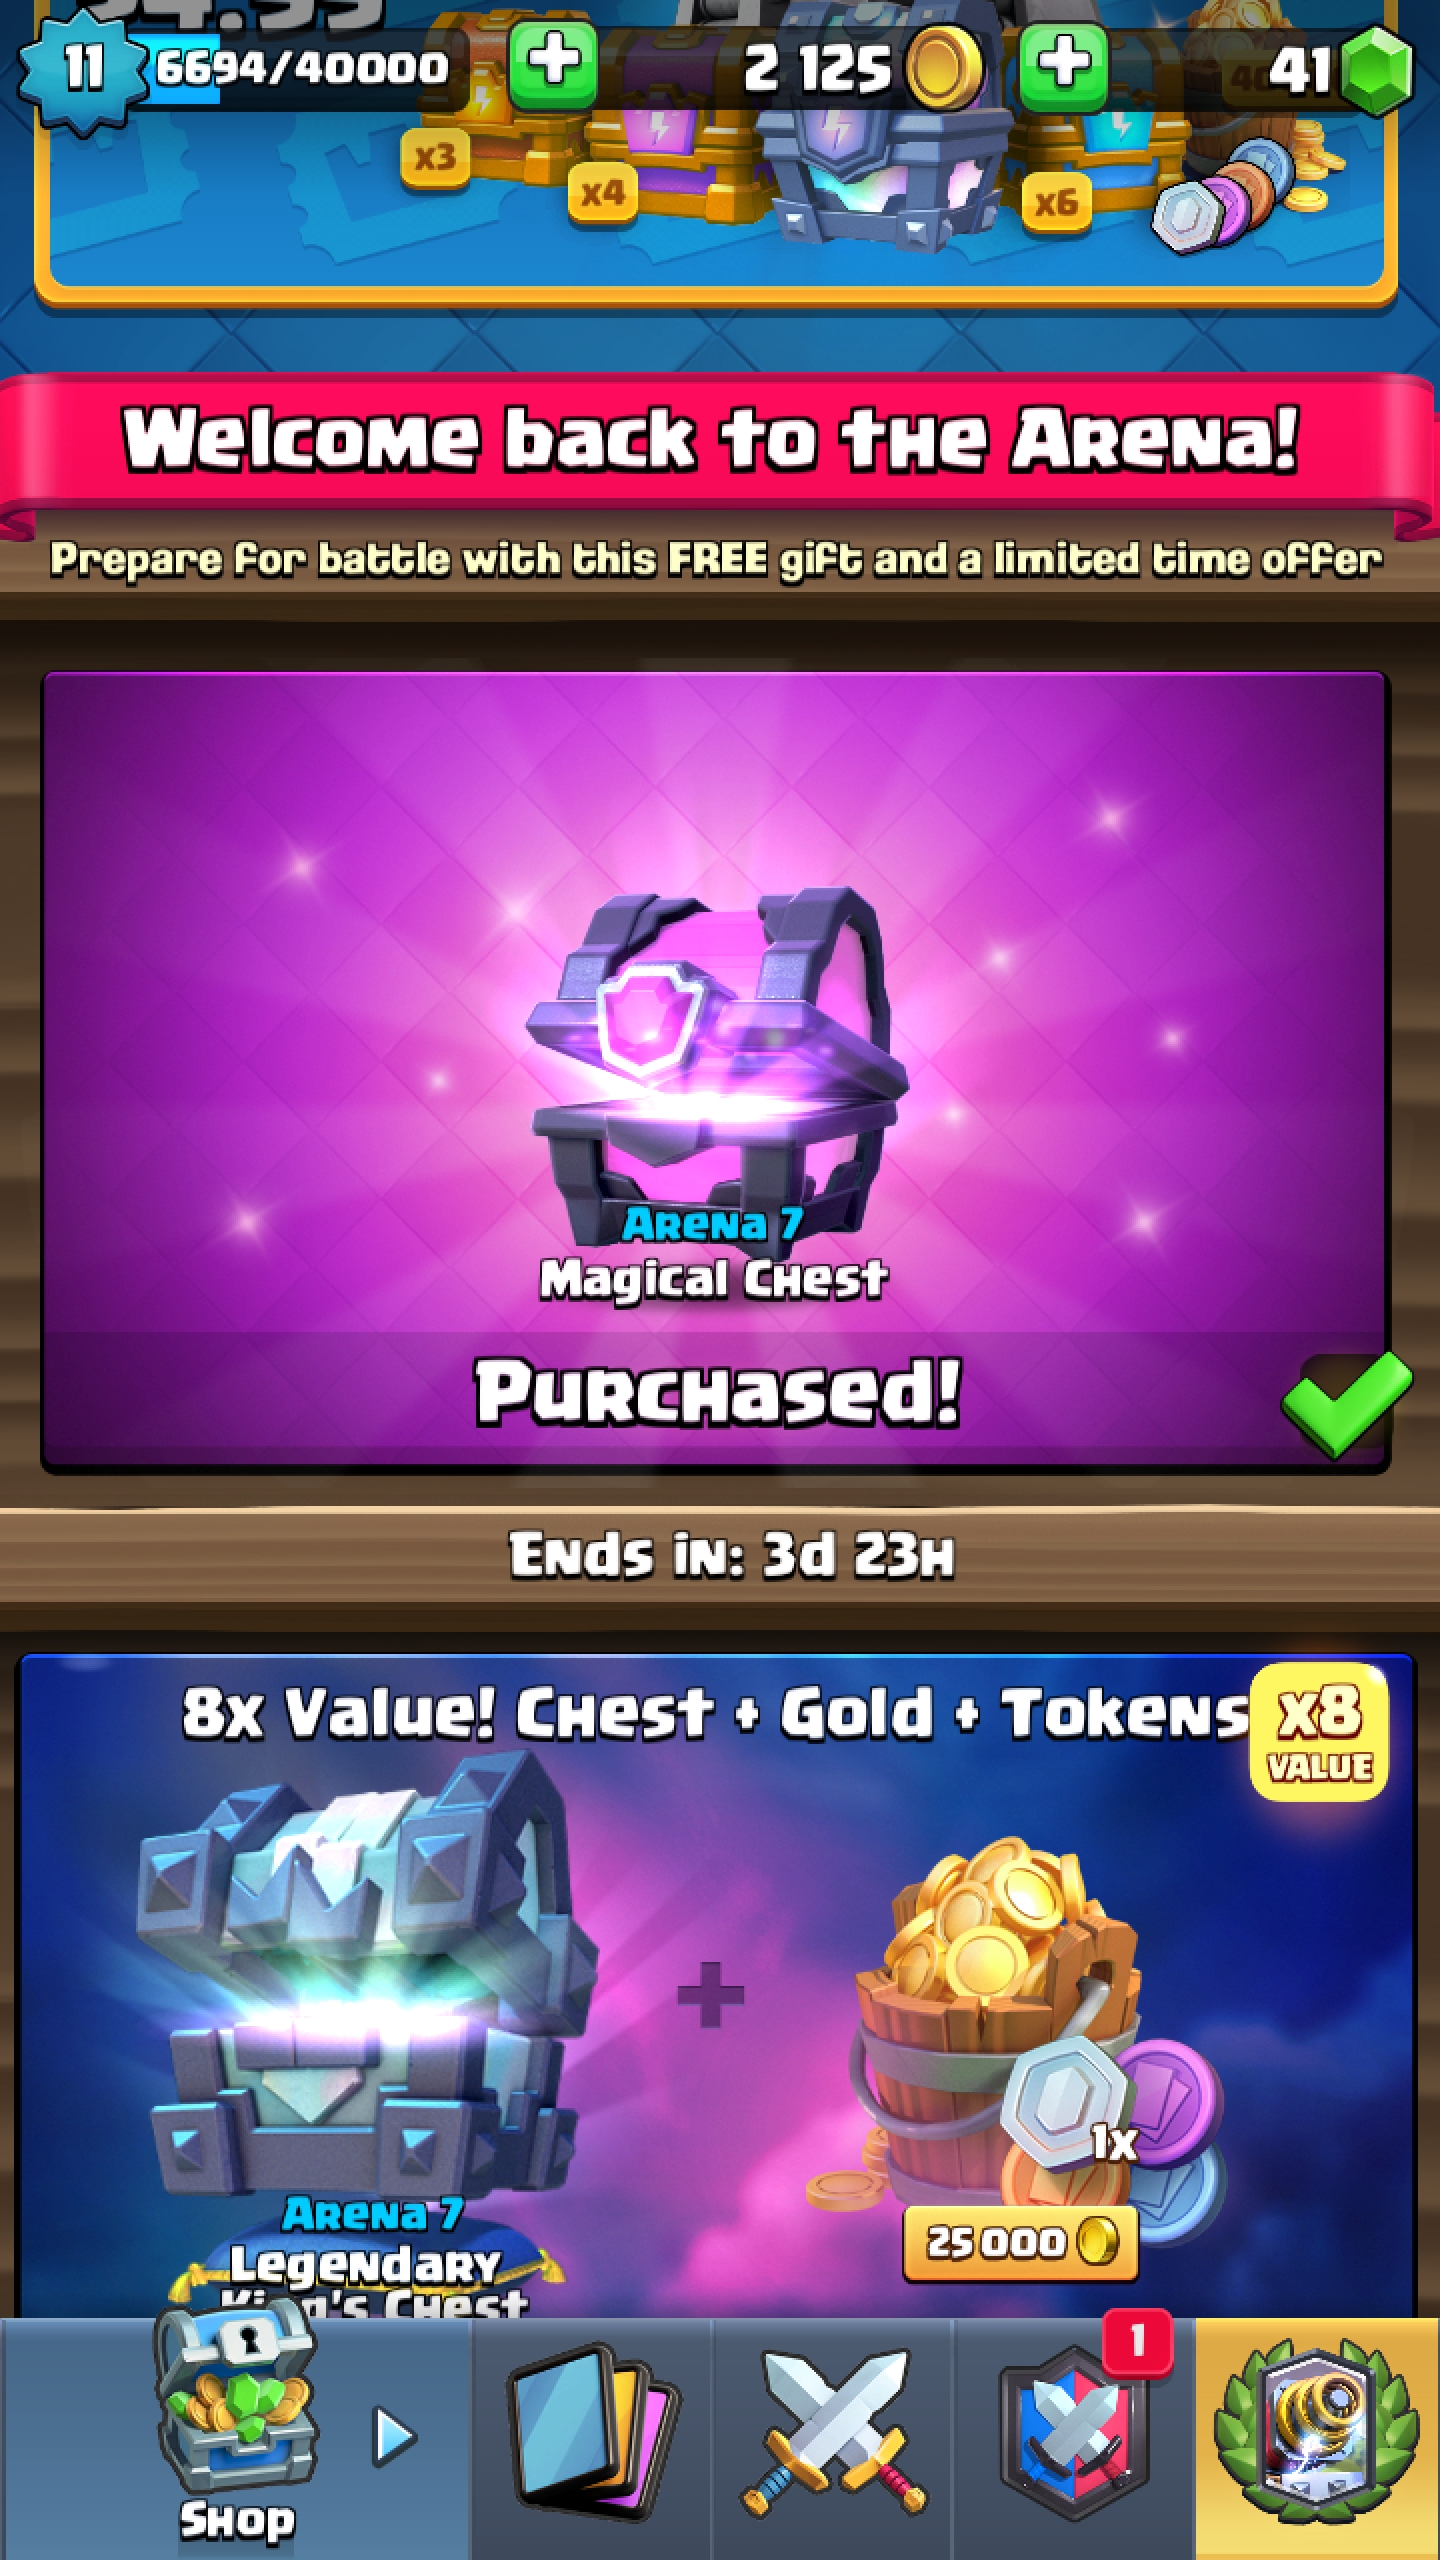 11
6694/40000
2 125
41
x3
x4
x6
Welcome back to the Arena!
Prepare for battle with this FREE gift and a limited time offer
Arena 7
Magical Chest
Purchased!
Ends in: 3d 23h
8x Value! Chest + Gold + Tokens
x8
VALUE
1x
25 000
Arena 7
Legendary
King's Chest
1
Shop